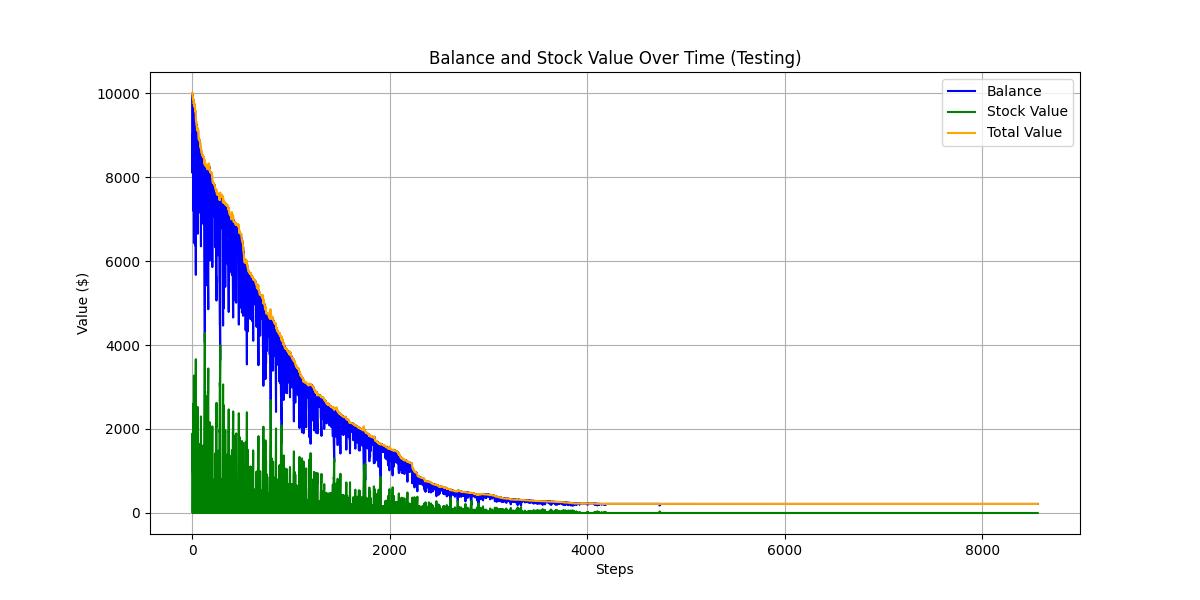 Balance and Stock Value Over Time (Testing)
Balance
Stock Value
Total Value
10000
8000
6000
4000
2000
0
Value ($)
0 2000 4000 6000 8000
Steps